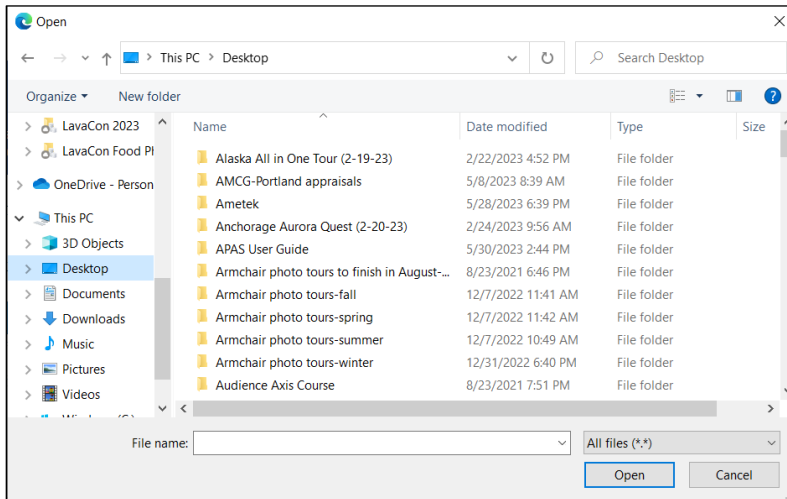 Open
This PC > Desktop
Search Desktop
Organize New folder
Name Date modified Type Size
LavaCon 2023
LavaCon Food Ph
OneDrive - Person
This PC
3D Objects
Desktop
Documents
Downloads
Music
Pictures
Videos
Alaska All in One Tour (2-19-23) 2/22/2023 4:52 PM File folder
AMCG-Portland appraisals 5/8/2023 8:39 AM File folder
Ametek 5/28/2023 6:39 PM File folder
Anchorage Aurora Quest (2-20-23) 2/24/2023 9:56 AM File folder
APAS User Guide 5/30/2023 2:44 PM File folder
Armchair photo tours to finish in August-... 8/23/2021 6:46 PM File folder
Armchair photo tours-fall 12/7/2022 11:41 AM File folder
Armchair photo tours-spring 12/7/2022 11:42 AM File folder
Armchair photo tours-summer 12/7/2022 10:49 AM File folder
Armchair photo tours-winter 12/31/2022 6:40 PM File folder
Audience Axis Course 8/23/2021 7:51 PM File folder
File name: All files (*.*)
Open Cancel